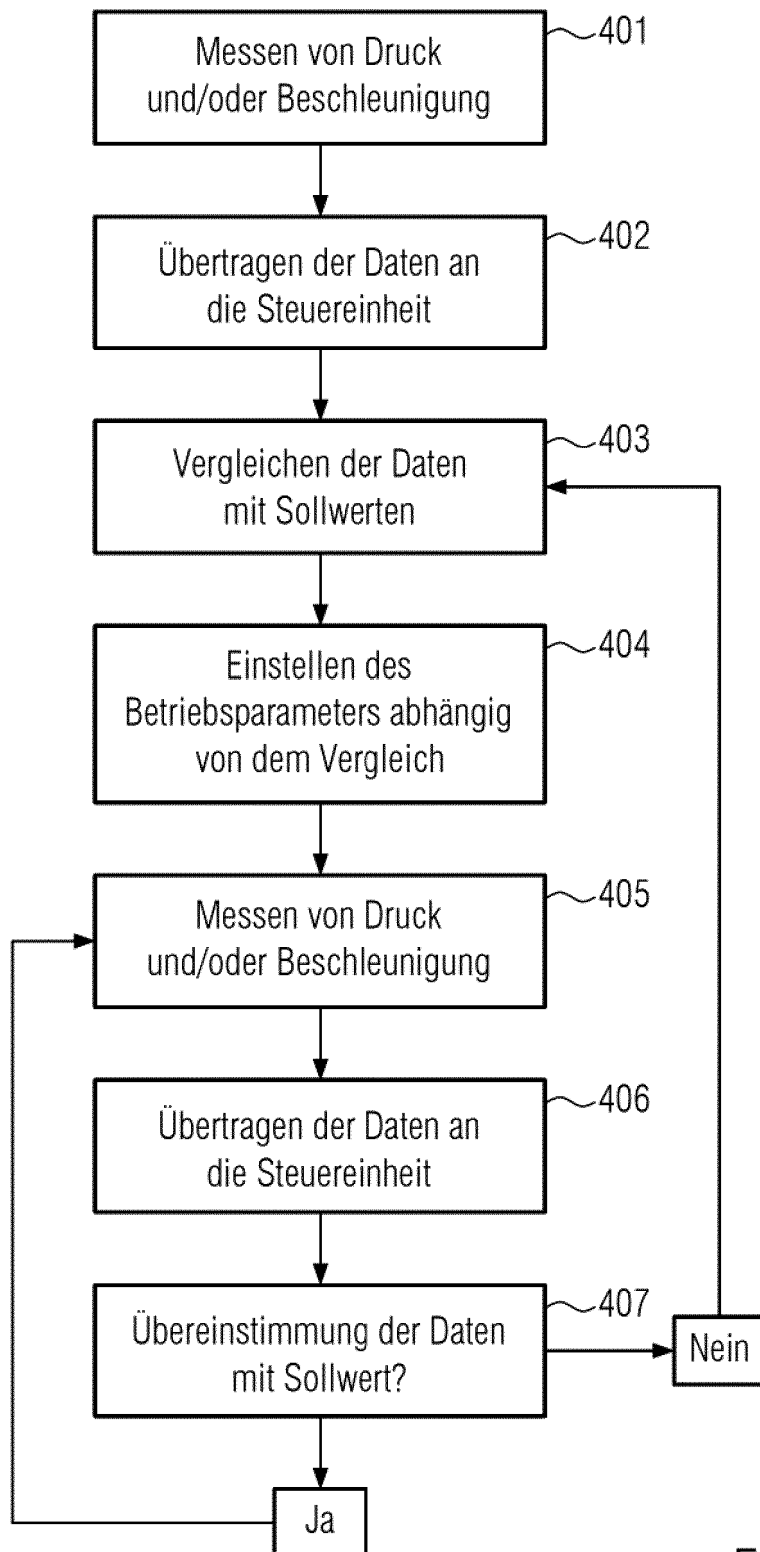 Messen von Druck
und/oder Beschleunigung
401
Übertragen der Daten an
die Steuereinheit
402
Vergleichen der Daten
mit Sollwerten
403
Einstellen des
Betriebsparameters abhängig
von dem Vergleich
404
Messen von Druck
und/oder Beschleunigung
405
Übertragen der Daten an
die Steuereinheit
406
Übereinstimmung der Daten
mit Sollwert?
407
Nein
Ja